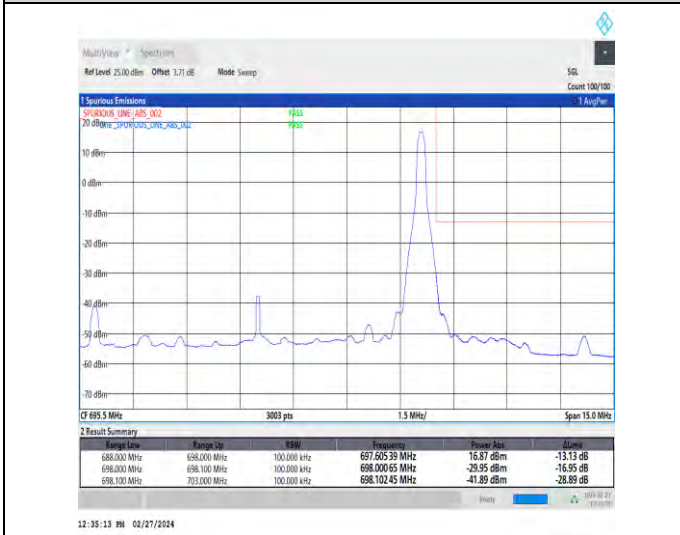 MultiView Spectrum
Ref Level 25.00 dBm Offset 3.71 dB Mode Sweep SGL
Count 100/100
1 Spurious Emissions 1 AvgPwr
SPURIOUS_LINE_ABS_002 PASS
20 dBm LINE_SPURIOUS_LINE_ABS_002 PASS
10 dBm
0 dBm
-10 dBm
-20 dBm
-30 dBm
-40 dBm
-50 dBm
-60 dBm
-70 dBm
CF 695.5 MHz 3003 pts 1.5 MHz/ Span 15.0 MHz
2 Result Summary
Range Low Range Up RBW Frequency Power Abs ΔLimit
688.000 MHz 698.000 MHz 100.000 kHz 697.60539 MHz 16.87 dBm -13.13 dB
698.000 MHz 698.100 MHz 100.000 kHz 698.00065 MHz -29.95 dBm -16.95 dB
698.100 MHz 703.000 MHz 100.000 kHz 698.10245 MHz -41.89 dBm -28.89 dB
12:35:13 PM 02/27/2024